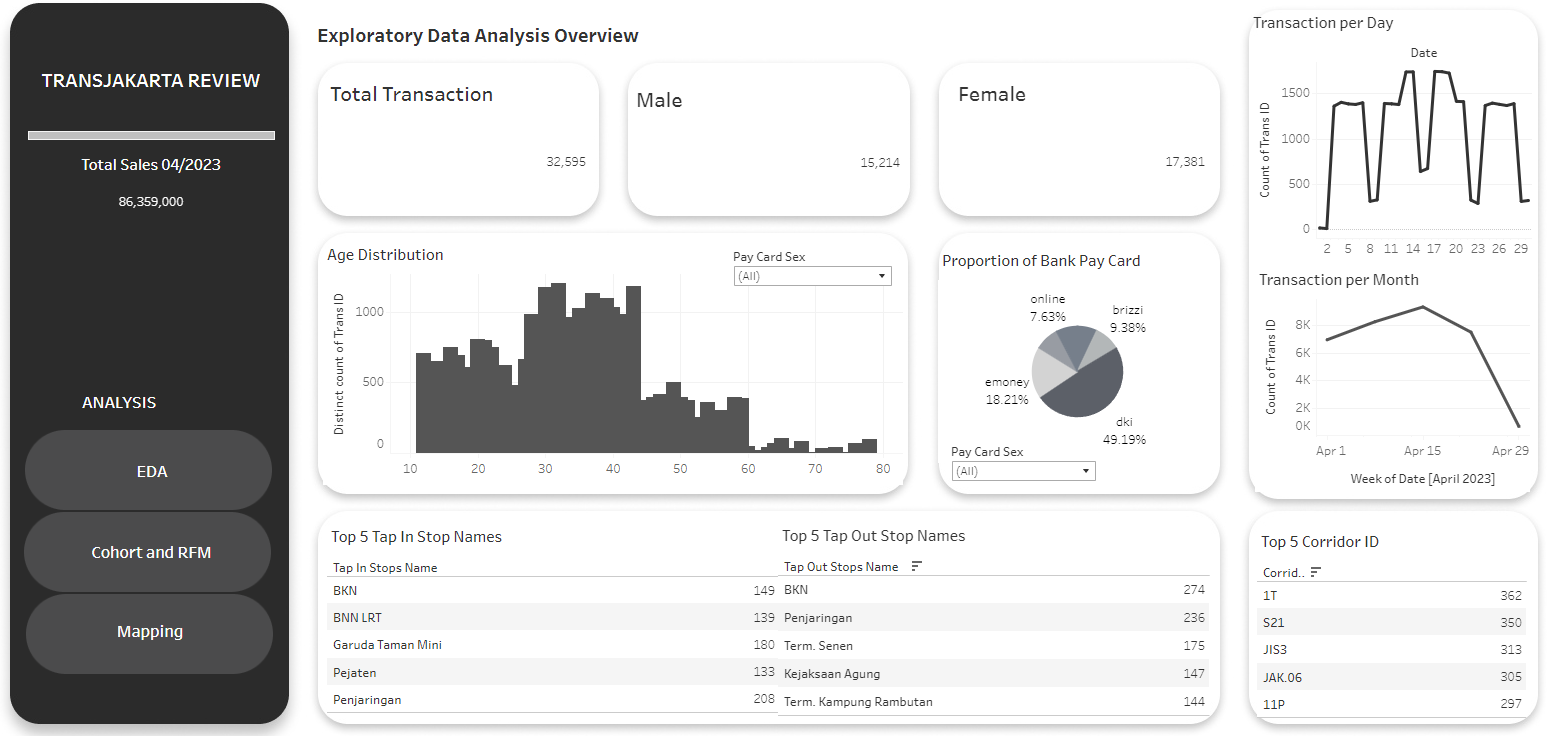 TRANSJAKARTA REVIEW
Total Sales 04/2023
86,359,000
ANALYSIS
EDA
Cohort and RFM
Mapping
Exploratory Data Analysis Overview
Total Transaction
32,595
Male
15,214
Female
17,381
Age Distribution
Pay Card Sex
(All)
Distinct count of Trans ID
1000
500
0
10 20 30 40 50 60 70 80
Proportion of Bank Pay Card
online
7.63%
brizzi
9.38%
emoney
18.21%
dki
49.19%
Pay Card Sex
(All)
Transaction per Day
Date
Count of Trans ID
1500
1000
500
0
2 5 8 11 14 17 20 23 26 29
Transaction per Month
Count of Trans ID
8K
6K
4K
2K
0K
Apr 1 Apr 15 Apr 29
Week of Date [April 2023]
Top 5 Tap In Stop Names
Tap In Stops Name
BKN 149
BNN LRT 139
Garuda Taman Mini 180
Pejaten 133
Penjaringan 208
Top 5 Tap Out Stop Names
Tap Out Stops Name
BKN 274
Penjaringan 236
Term. Senen 175
Kejaksaan Agung 147
Term. Kampung Rambutan 144
Top 5 Corridor ID
Corrid..
1T 362
S21 350
JIS3 313
JAK.06 305
11P 297